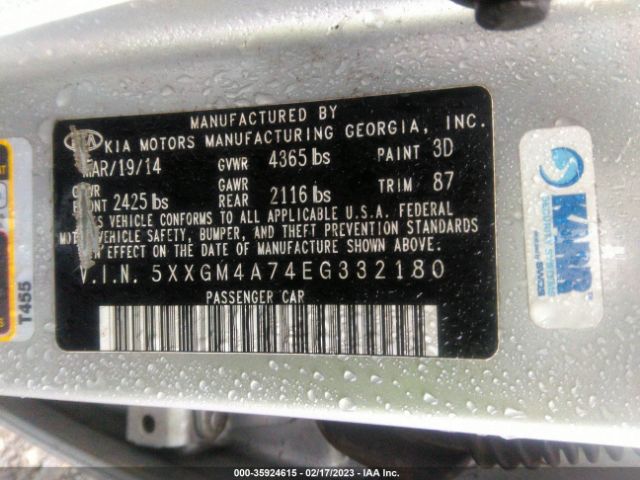 MANUFACTURED BY
KIA KIA MOTORS MANUFACTURING GEORGIA, INC.
MAR/19/14 GVWR 4365 lbs PAINT 3D
FRONT 2425 lbs GAWR REAR 2116 lbs TRIM 87
VEHICLE CONFORMS TO ALL APPLICABLE U.S.A. FEDERAL
VEHICLE SAFETY, BUMPER, AND THEFT PREVENTION STANDARDS
EFFECT ON THE DATE OF MANUFACTURE SHOWN ABOVE.
V.I.N. 5XXGM4A74EG332180
PASSENGER CAR
T455
KARR
000-35924615 - 02/17/2023 - IAA Inc.